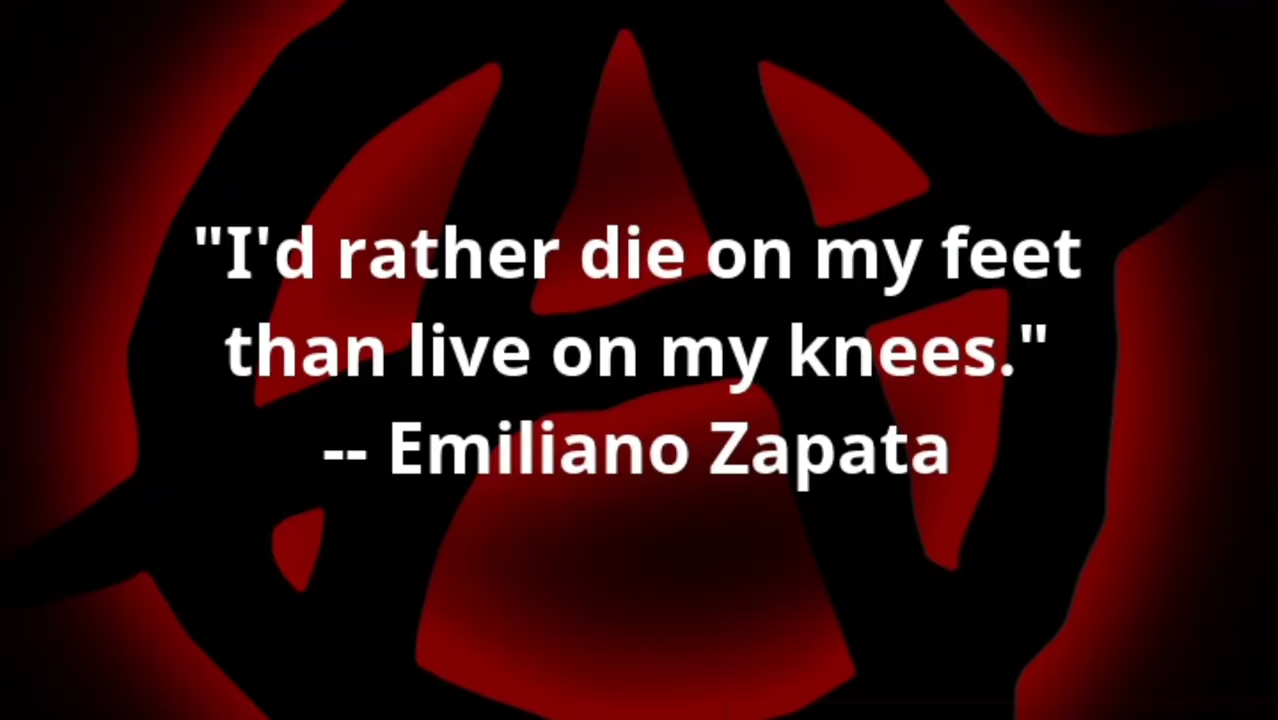 "I'd rather die on my feet
than live on my knees."
-- Emiliano Zapata